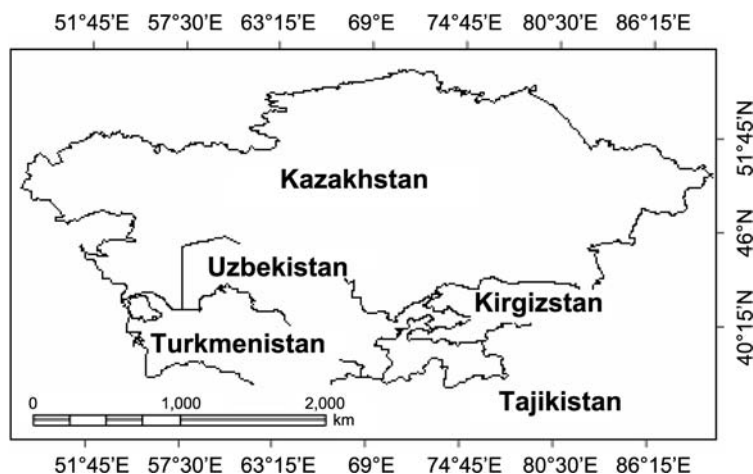 51°45'E 57°30'E 63°15'E 69°E 74°45'E 80°30'E 86°15'E
51°45'N
Kazakhstan
46°N
Uzbekistan
Kirgizstan
40°15'N
Turkmenistan
Tajikistan
0 1,000 2,000
km
51°45'E 57°30'E 63°15'E 69°E 74°45'E 80°30'E 86°15'E